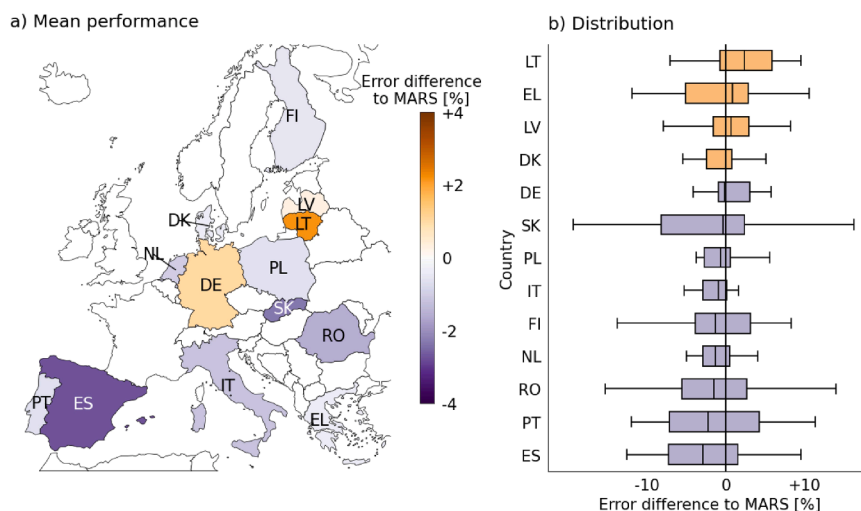 a) Mean performance
Error difference
to MARS [%]
+4
+2
0
-2
-4
FI
LV
LT
DK
NL
DE
PL
SK
RO
IT
PT
ES
EL
b) Distribution
Country
LT
EL
LV
DK
DE
SK
PL
IT
FI
NL
RO
PT
ES
-10
0
+10
Error difference to MARS [%]